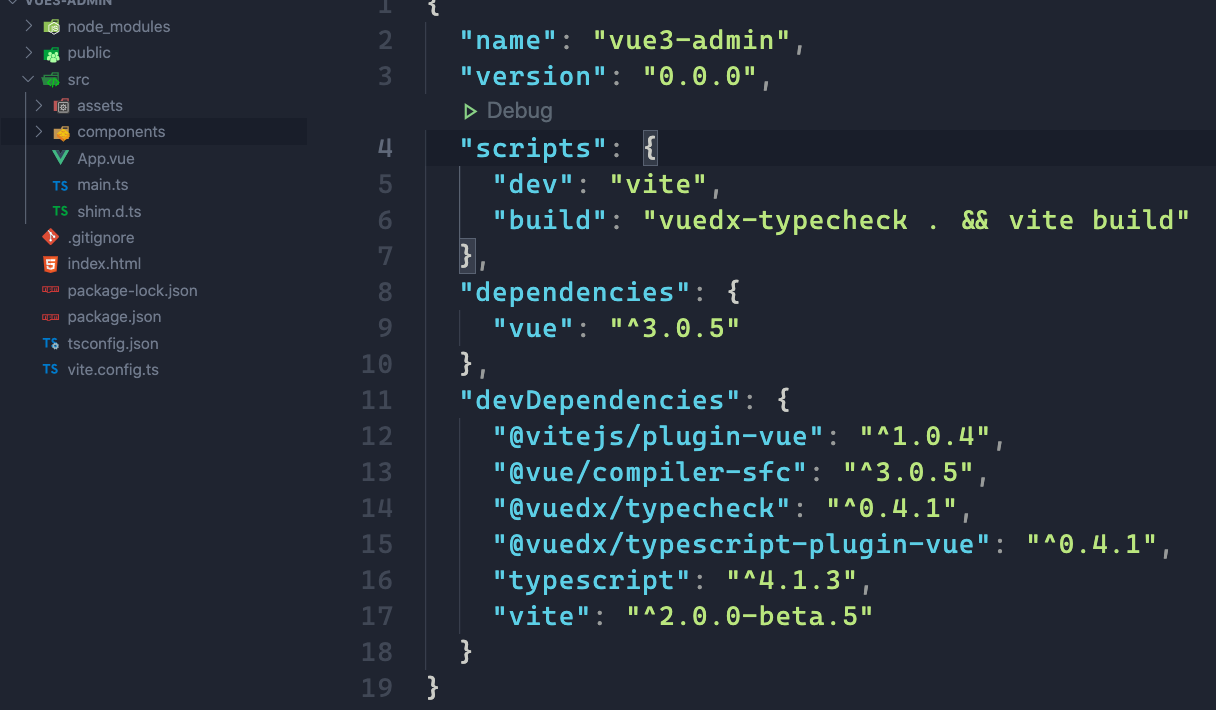 VUE3-ADMIN
node_modules
public
src
assets
components
App.vue
TS main.ts
TS shim.d.ts
.gitignore
index.html
package-lock.json
package.json
TS tsconfig.json
TS vite.config.ts
1 {
2 "name": "vue3-admin",
3 "version": "0.0.0",
Debug
4 "scripts": {
5 "dev": "vite",
6 "build": "vuedx-typecheck . && vite build"
7 },
8 "dependencies": {
9 "vue": "^3.0.5"
10 },
11 "devDependencies": {
12 "@vitejs/plugin-vue": "^1.0.4",
13 "@vue/compiler-sfc": "^3.0.5",
14 "@vuedx/typecheck": "^0.4.1",
15 "@vuedx/typescript-plugin-vue": "^0.4.1",
16 "typescript": "^4.1.3",
17 "vite": "^2.0.0-beta.5"
18 }
19 }